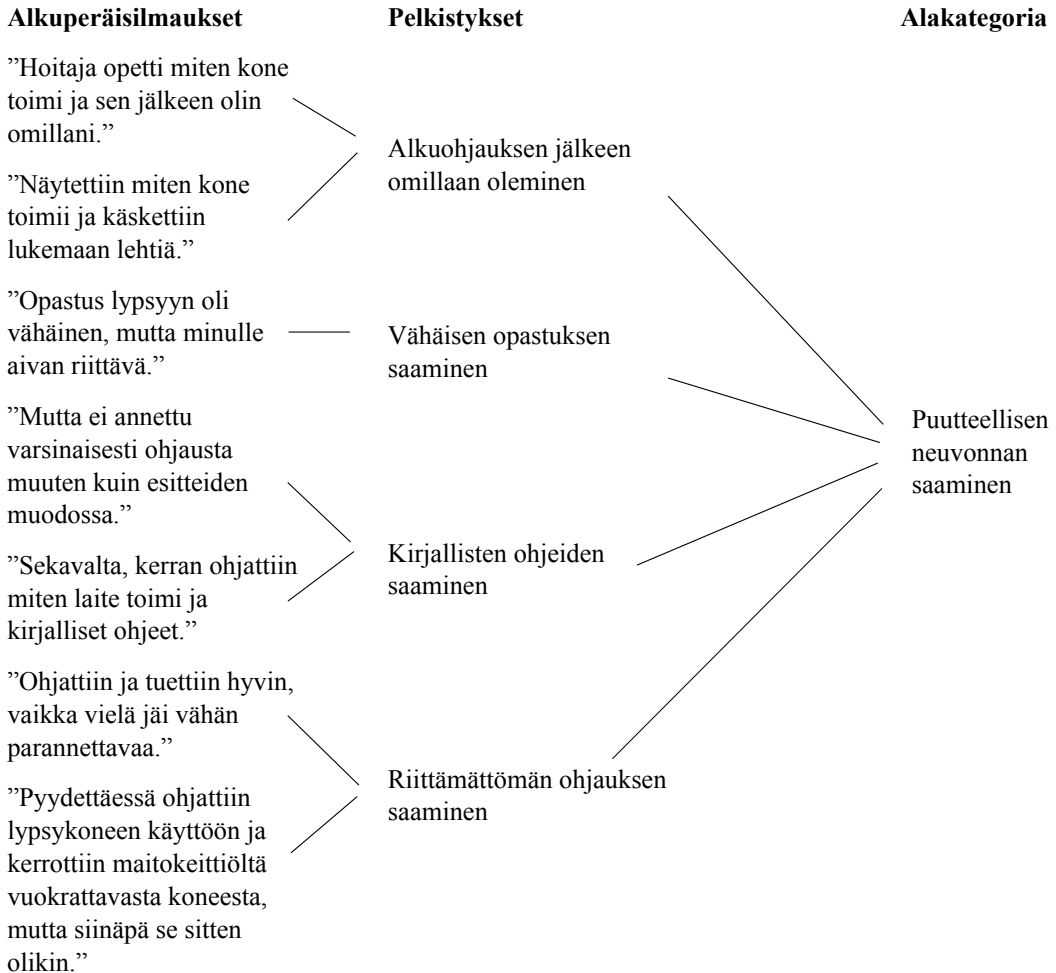 Alkuperäisilmaukset
Pelkistykset
Alakategoria
”Hoitaja opetti miten kone
toimi ja sen jälkeen olin
omillani.”
”Näytettiin miten kone
toimii ja käskettiin
lukemaan lehtiä.”
Alkuohjauksen jälkeen
omillaan oleminen
”Opastus lypsyyn oli
vähäinen, mutta minulle
aivan riittävä.”
Vähäisen opastuksen
saaminen
”Mutta ei annettu
varsinaisesti ohjausta
muuten kuin esitteiden
muodossa.”
”Sekavalta, kerran ohjattiin
miten laite toimi ja
kirjalliset ohjeet.”
Kirjallisten ohjeiden
saaminen
”Ohjattiin ja tuettiin hyvin,
vaikka vielä jäi vähän
parannettavaa.”
”Pyydettäessä ohjattiin
lypsykoneen käyttöön ja
kerrottiin maitokeittiöltä
vuokrattavasta koneesta,
mutta siinäpä se sitten
olikin.”
Riittämättömän ohjauksen
saaminen
Puutteellisen
neuvonnan
saaminen